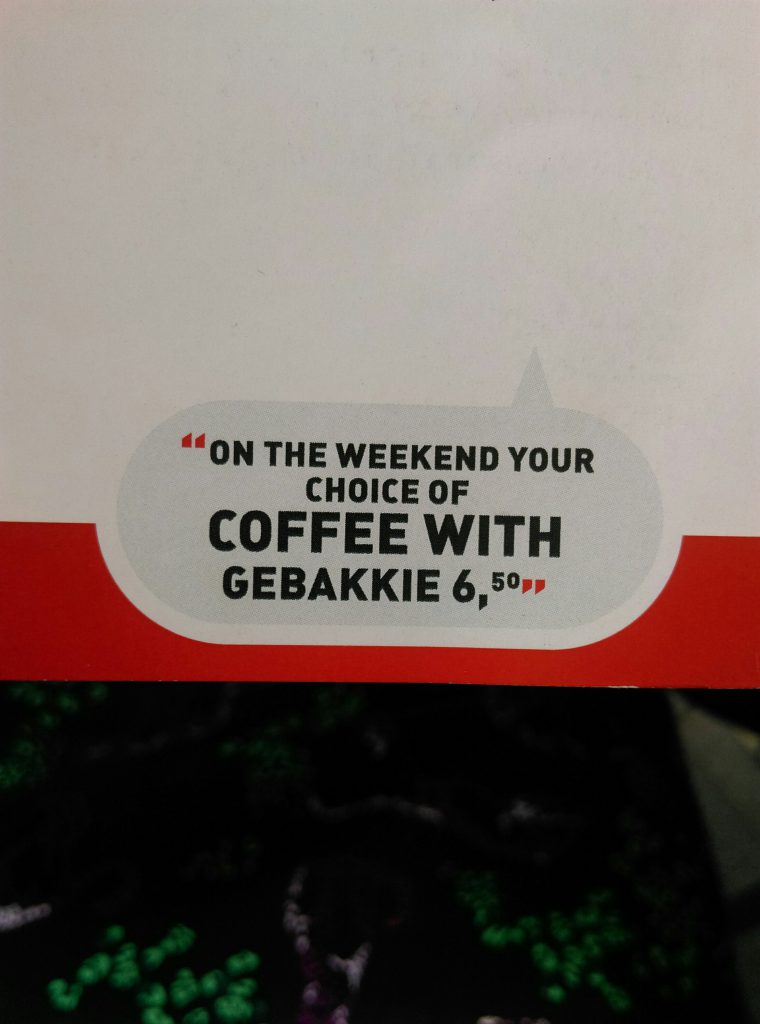 “ON THE WEEKEND YOUR
CHOICE OF
COFFEE WITH
GEBAKKIE 6,50”